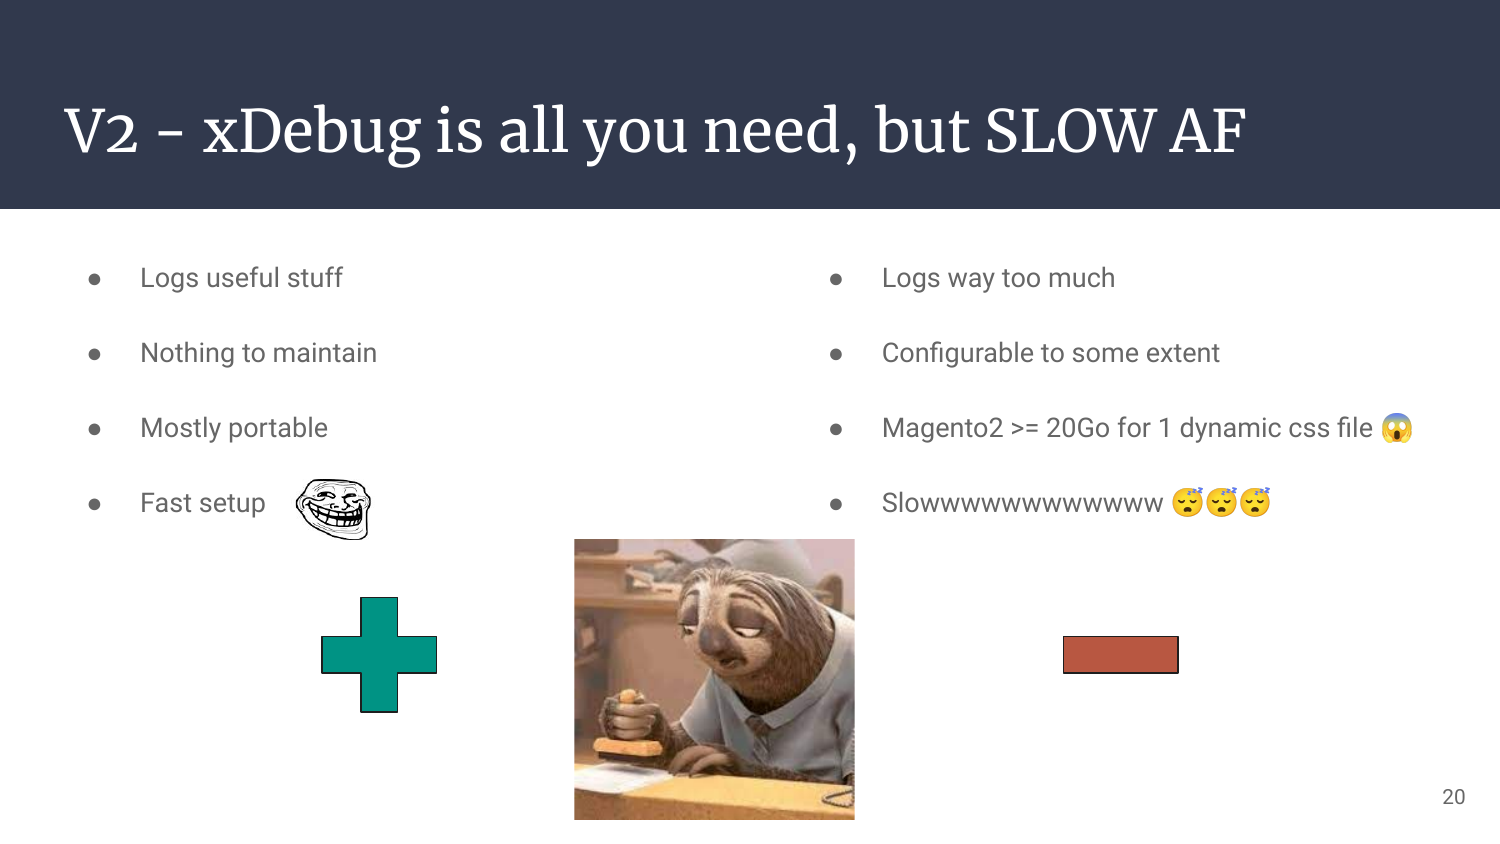 V2 - xDebug is all you need, but SLOW AF
● Logs useful stuff
● Nothing to maintain
● Mostly portable
● Fast setup
● Logs way too much
● Configurable to some extent
● Magento2 >= 20Go for 1 dynamic css file 😱
● Slowwwwwwwwwwwww 😴😴😴
20